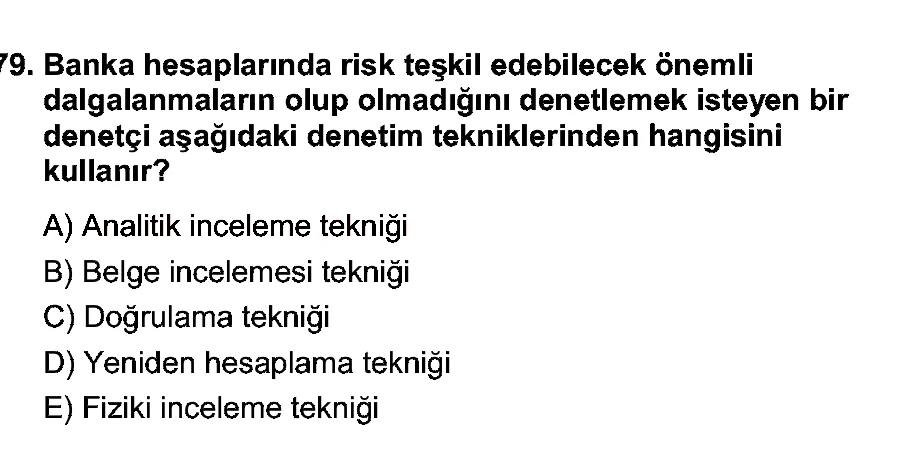 79. Banka hesaplarında risk teşkil edebilecek önemli
dalgalanmaların olup olmadığını denetlemek isteyen bir
denetçi aşağıdaki denetim tekniklerinden hangisini
kullanır?
A) Analitik inceleme tekniği
B) Belge incelemesi tekniği
C) Doğrulama tekniği
D) Yeniden hesaplama tekniği
E) Fiziki inceleme tekniği